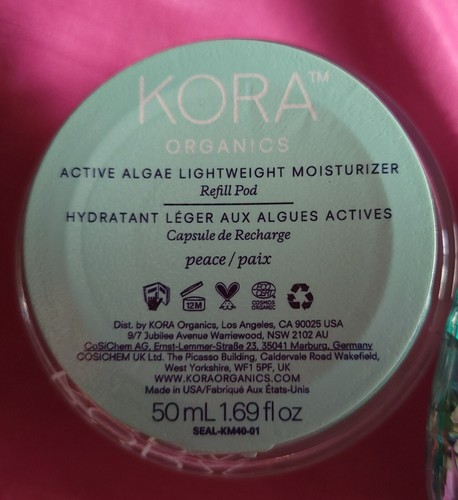 KORA™
ORGANICS
ACTIVE ALGAE LIGHTWEIGHT MOISTURIZER
Refill Pod
HYDRATANT LÉGER AUX ALGUES ACTIVES
Capsule de Recharge
peace / paix
12M
COSMOS
ORGANIC
Dist. by KORA Organics, Los Angeles, CA 90025 USA
9/7 Jubilee Avenue Warriewood, NSW 2102 AU
CoSiChem AG, Ernst-Lemmer-Straße 23, 35041 Marburg, Germany
COSICHEM UK Ltd. The Picasso Building, Caldervale Road Wakefield,
West Yorkshire, WF1 5PF, UK
WWW.KORAORGANICS.COM
Made in USA/Fabriqué Aux États-Unis
50 mL 1.69 fl oz
SEAL-KM40-01